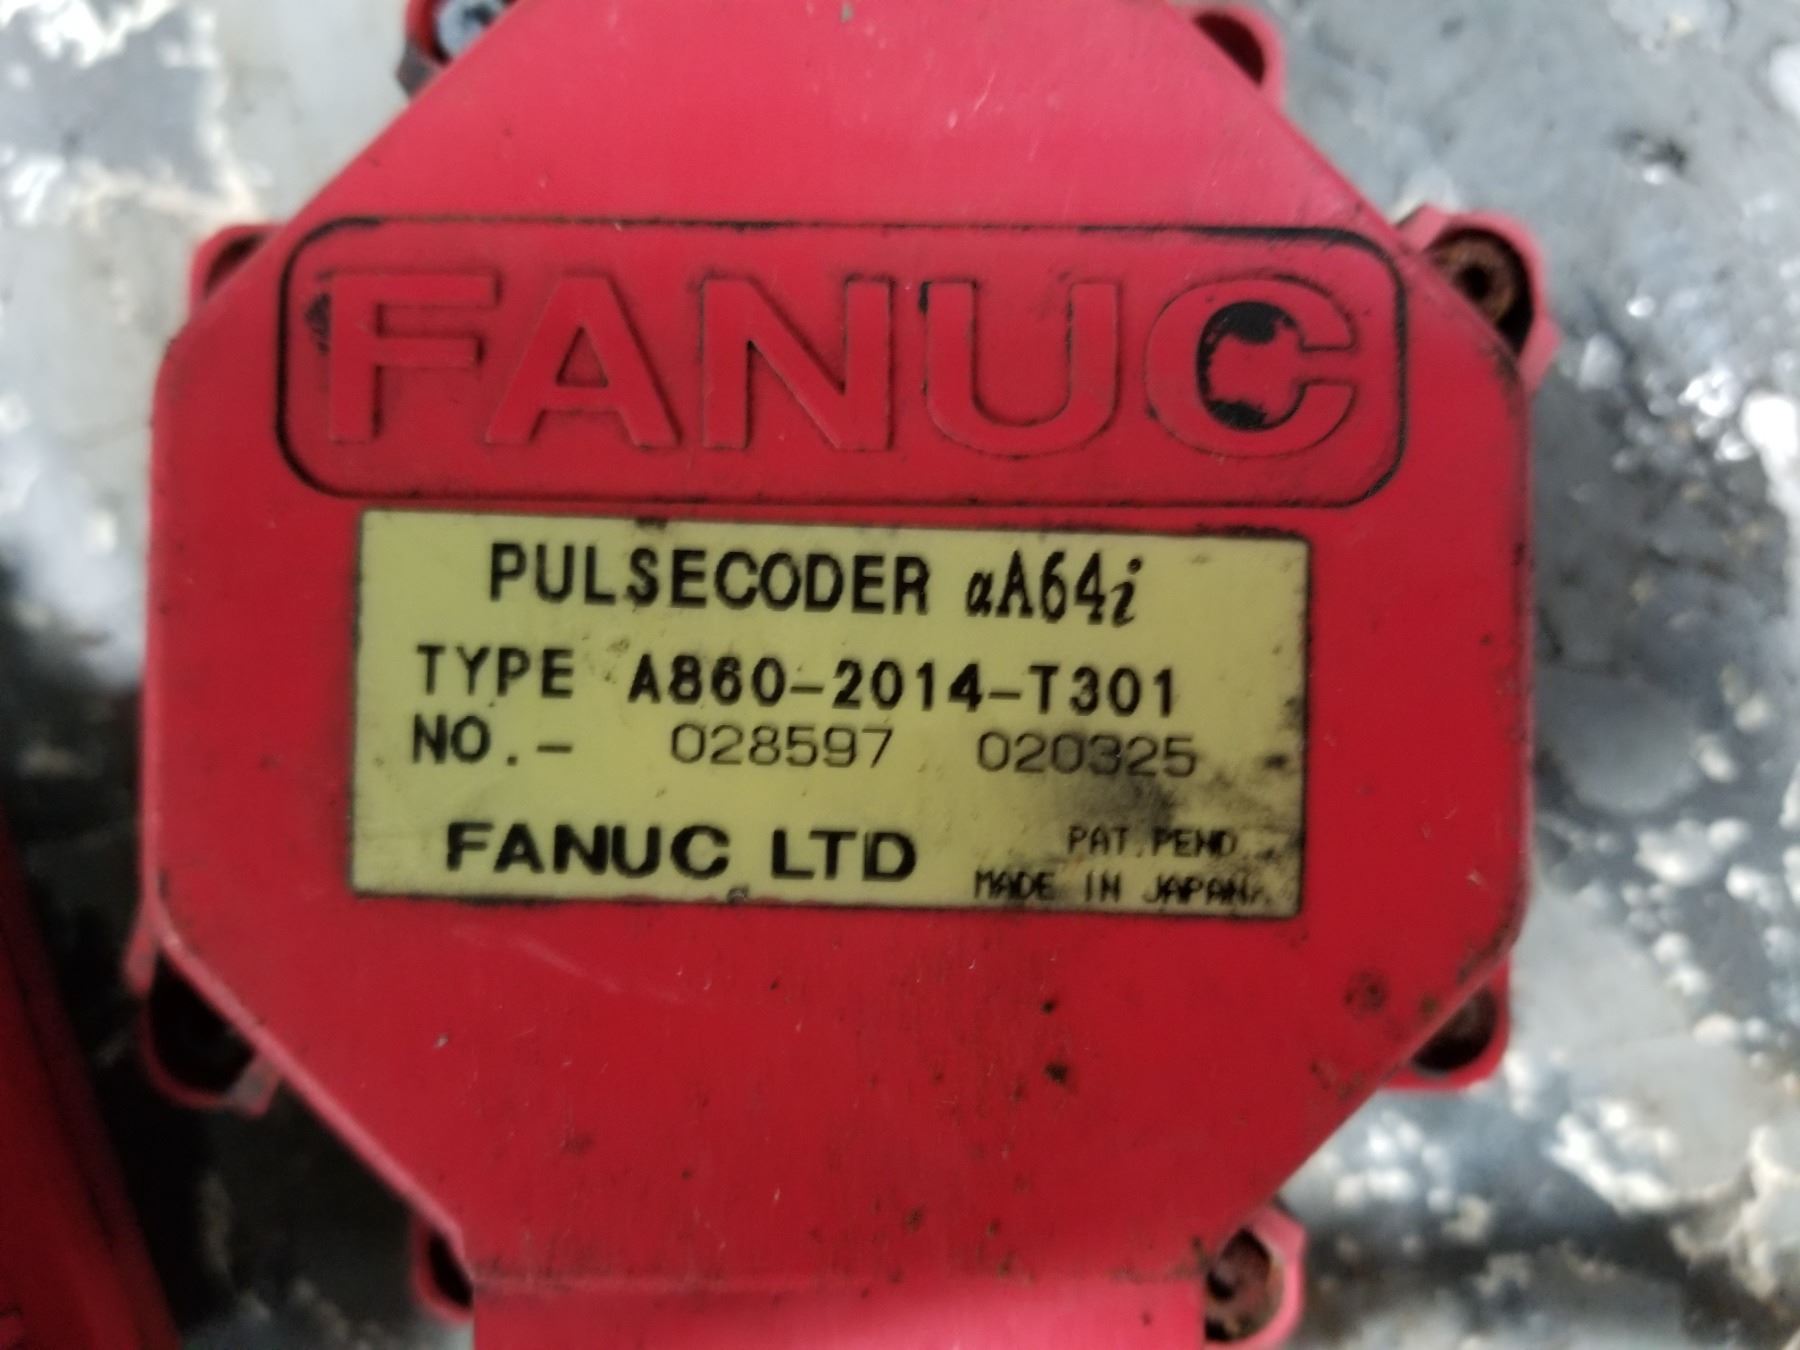 FANUC
PULSECODER αA64i
TYPE A860-2014-T301
NO.- 028597 020325
FANUC LTD
PAT.PEND
MADE IN JAPAN